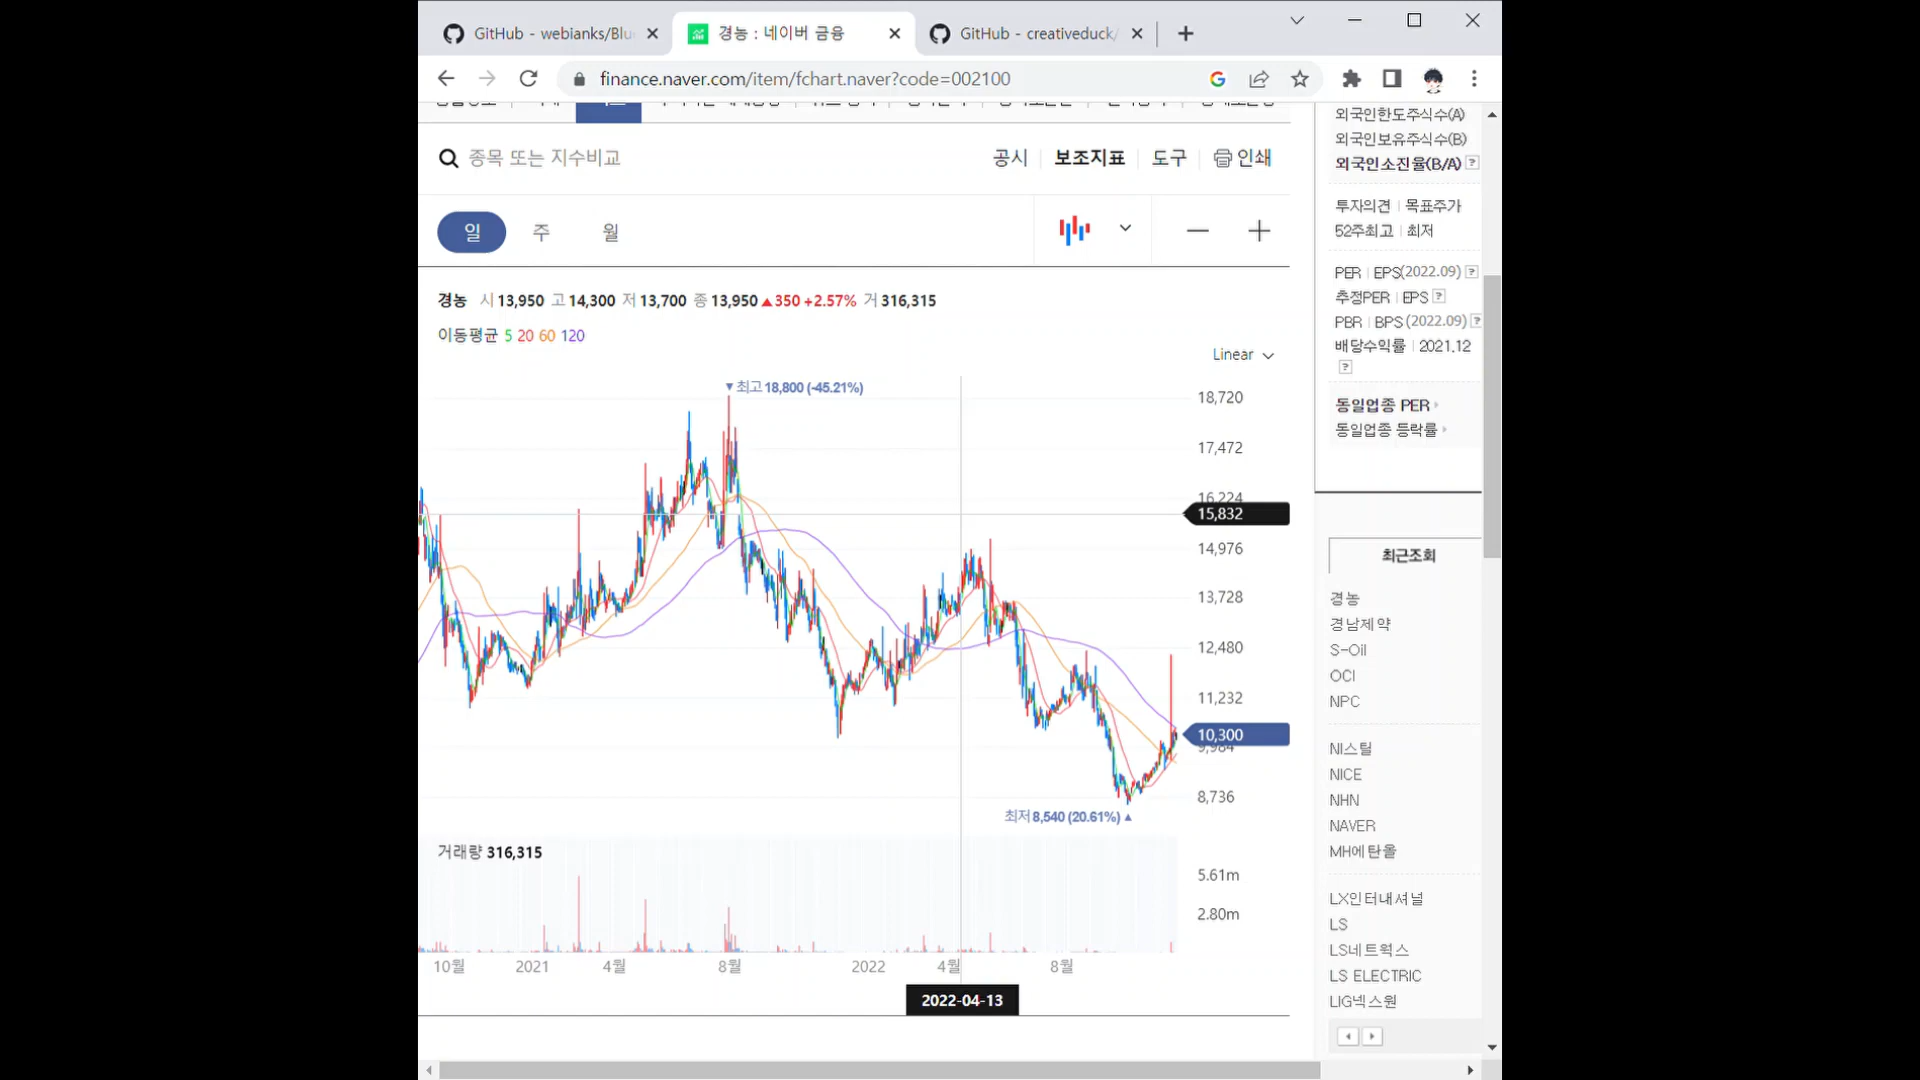 GitHub - webianks/Blu
경농 : 네이버 금융
GitHub - creativeduck/
finance.naver.com/item/fchart.naver?code=002100
종목 또는 지수비교
공시
보조지표
도구
인쇄
일
주
월
경농 시 13,950 고 14,300 저 13,700 종 13,950 ▲350 +2.57% 거 316,315
이동평균 5 20 60 120
Linear
▼최고 18,800 (-45.21%)
18,720
17,472
16,224
15,832
14,976
13,728
12,480
11,232
10,300
9,984
8,736
최저 8,540 (20.61%) ▲
거래량 316,315
5.61m
2.80m
10월
2021
4월
8월
2022
4월
8월
2022-04-13
외국인한도주식수(A)
외국인보유주식수(B)
외국인소진율(B/A) ?
투자의견 | 목표주가
52주최고 | 최저
PER | EPS(2022.09) ?
추정PER | EPS ?
PBR | BPS (2022.09) ?
배당수익률 | 2021.12
?
동일업종 PER
동일업종 등락률
최근조회
경농
경남제약
S-Oil
OCI
NPC
NI스틸
NICE
NHN
NAVER
MH에탄올
LX인터내셔널
LS
LS네트웍스
LS ELECTRIC
LIG넥스원